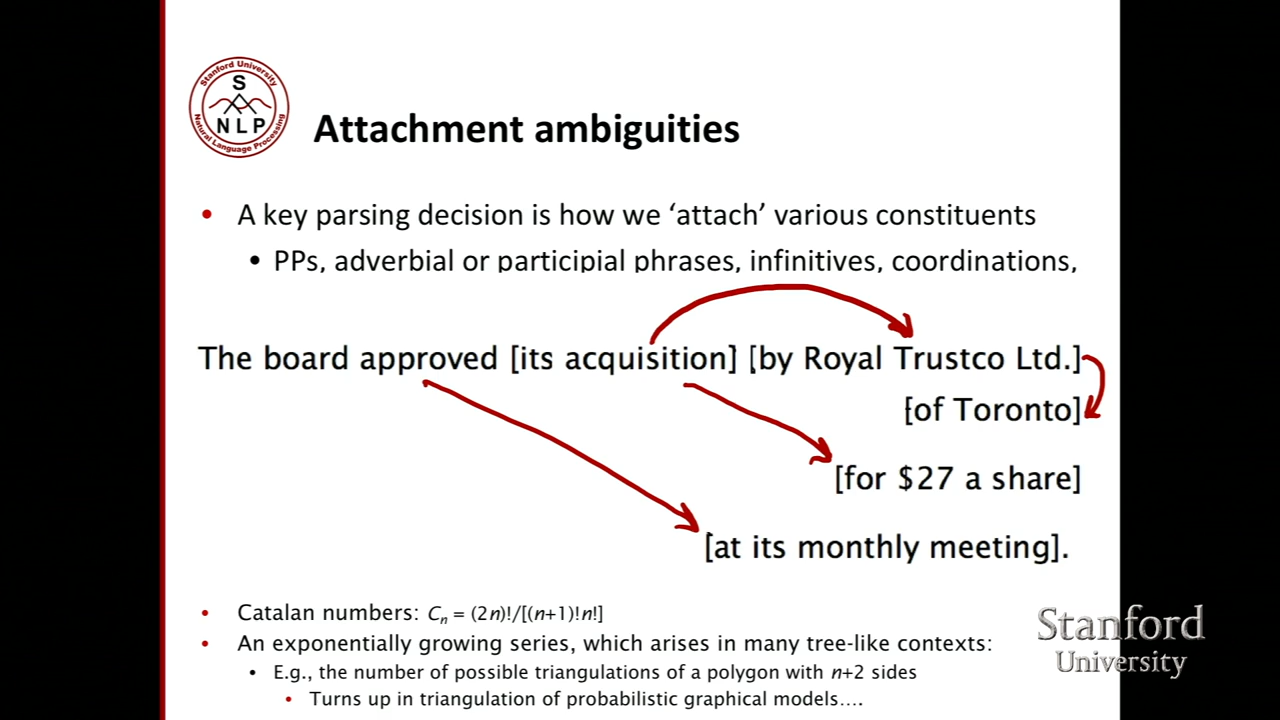 Stanford University
S
NLP
Natural Language Processing
Attachment ambiguities
• A key parsing decision is how we ‘attach’ various constituents
• PPs, adverbial or participial phrases, infinitives, coordinations,
The board approved [its acquisition] [by Royal Trustco Ltd.]
[of Toronto]
[for $27 a share]
[at its monthly meeting].
• Catalan numbers: Cn = (2n)!/[(n+1)!n!]
• An exponentially growing series, which arises in many tree-like contexts:
• E.g., the number of possible triangulations of a polygon with n+2 sides
• Turns up in triangulation of probabilistic graphical models….
Stanford
University